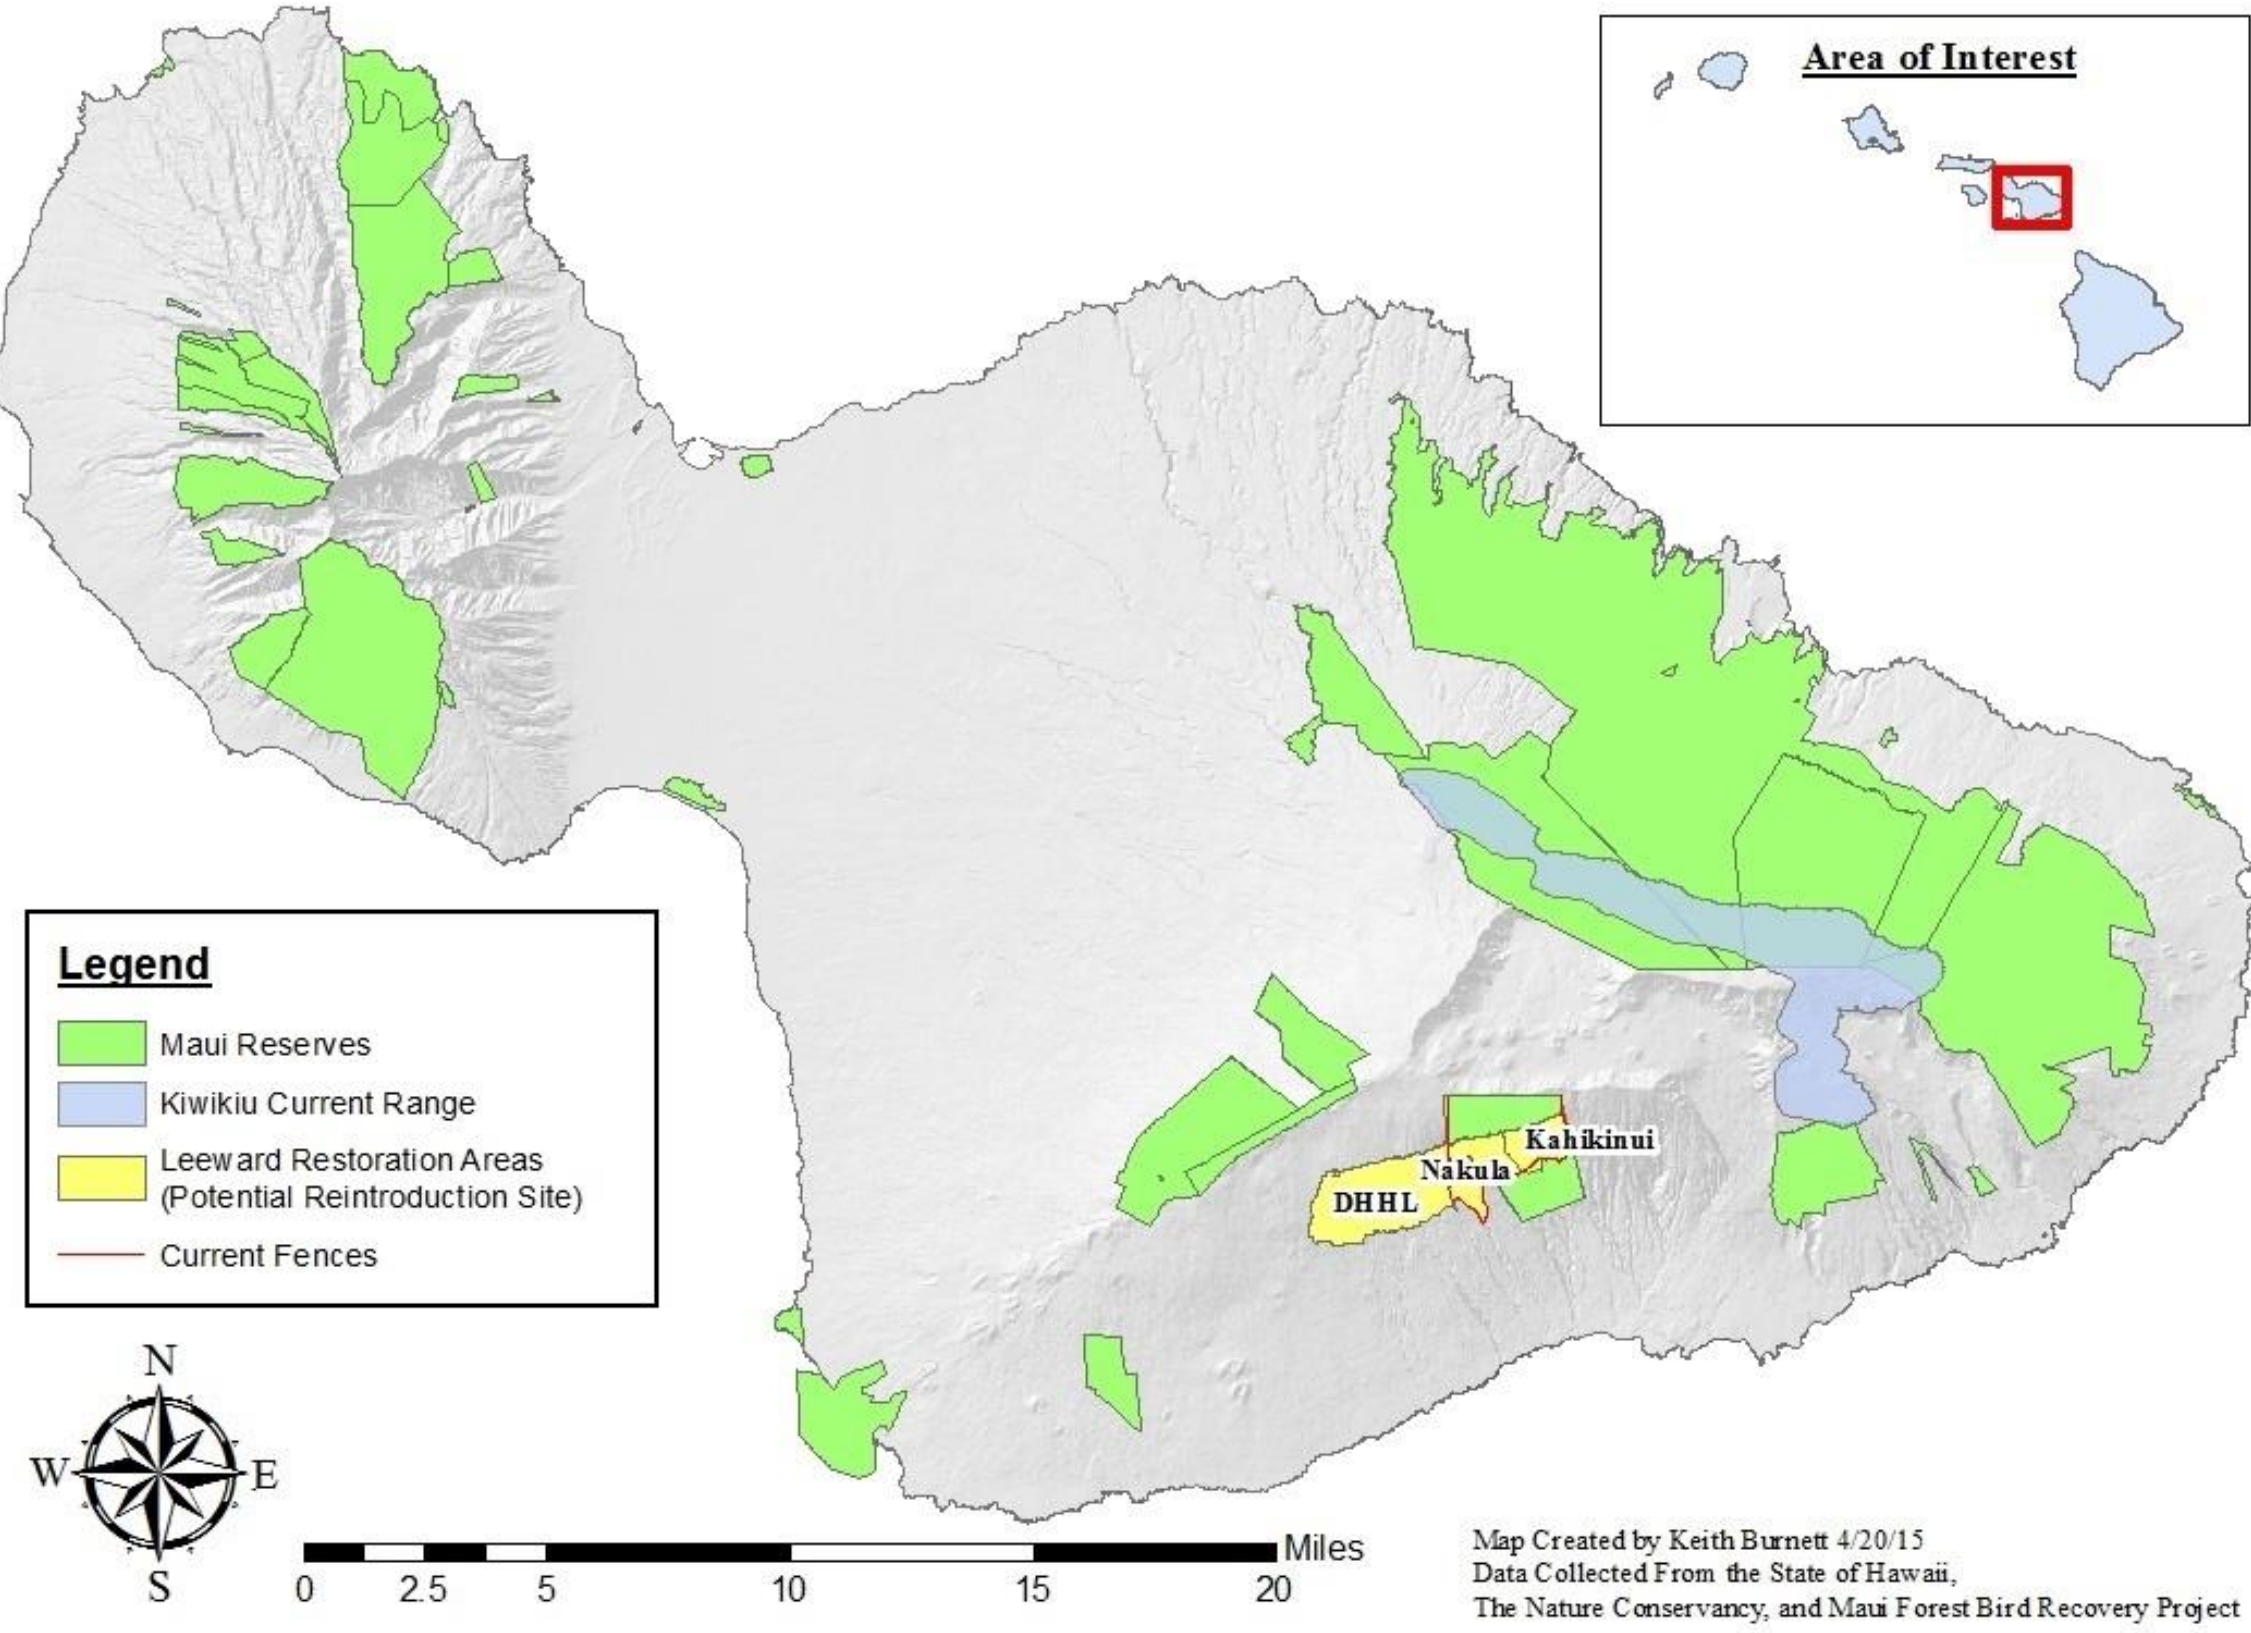 Area of Interest
Kahikinui
Nakula
DHHL
Legend
Maui Reserves
Kiwikiu Current Range
Leeward Restoration Areas
(Potential Reintroduction Site)
Current Fences
N
W
E
S
Miles
0 2.5 5 10 15 20
Map Created by Keith Burnett 4/20/15
Data Collected From the State of Hawaii,
The Nature Conservancy, and Maui Forest Bird Recovery Project